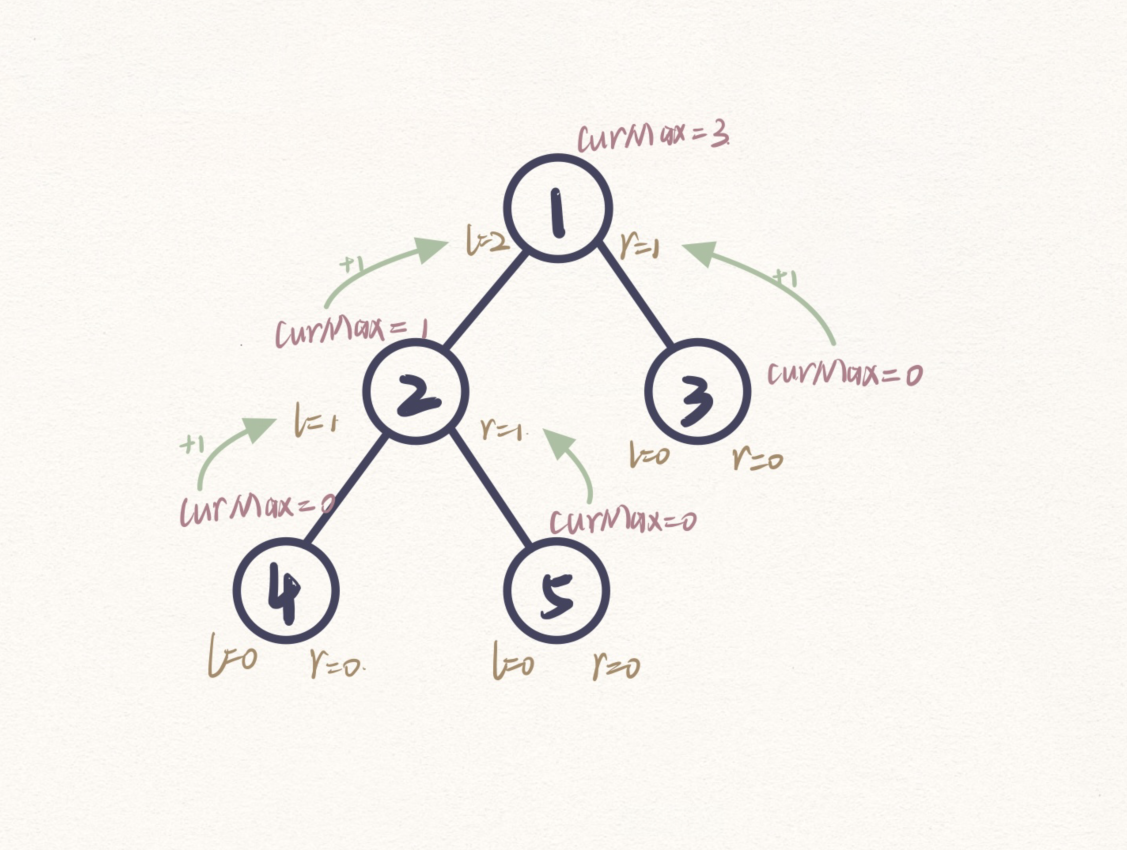 curMax=3
1
l=2
r=1
+1
+1
curMax=1
curMax=0
2
3
l=1
r=1
+1
l=0
r=0
curMax=0
curMax=0
4
5
l=0
r=0
l=0
r=0